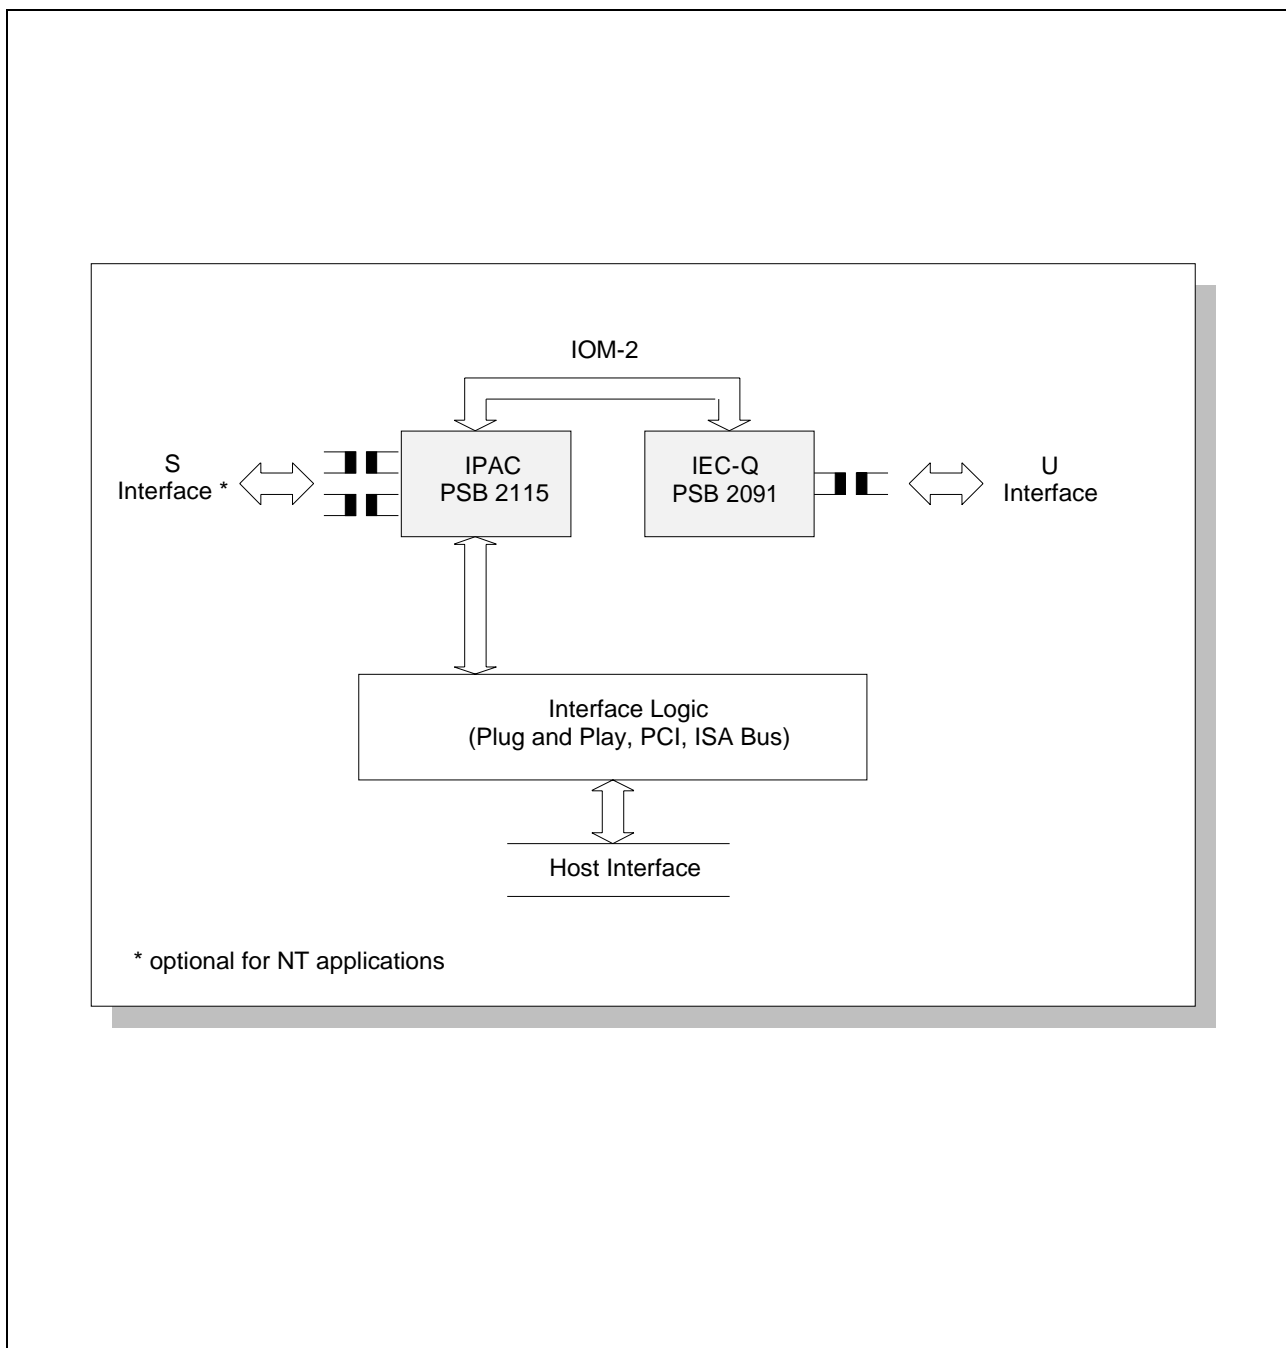 IOM-2
S
Interface *
IPAC
PSB 2115
IEC-Q
PSB 2091
U
Interface
Interface Logic
(Plug and Play, PCI, ISA Bus)
Host Interface
* optional for NT applications